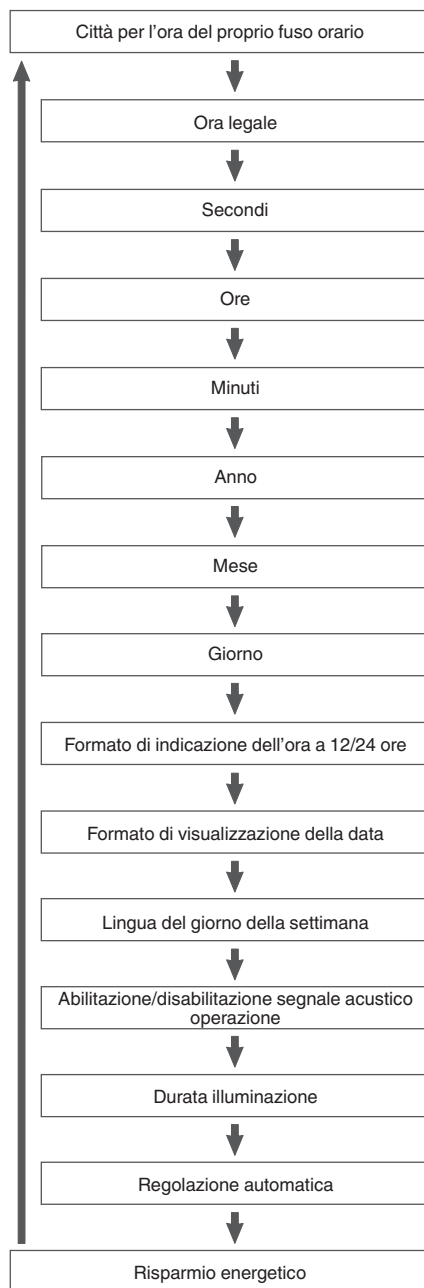 Città per l'ora del proprio fuso orario
Ora legale
Secondi
Ore
Minuti
Anno
Mese
Giorno
Formato di indicazione dell'ora a 12/24 ore
Formato di visualizzazione della data
Lingua del giorno della settimana
Abilitazione/disabilitazione segnale acustico
operazione
Durata illuminazione
Regolazione automatica
Risparmio energetico